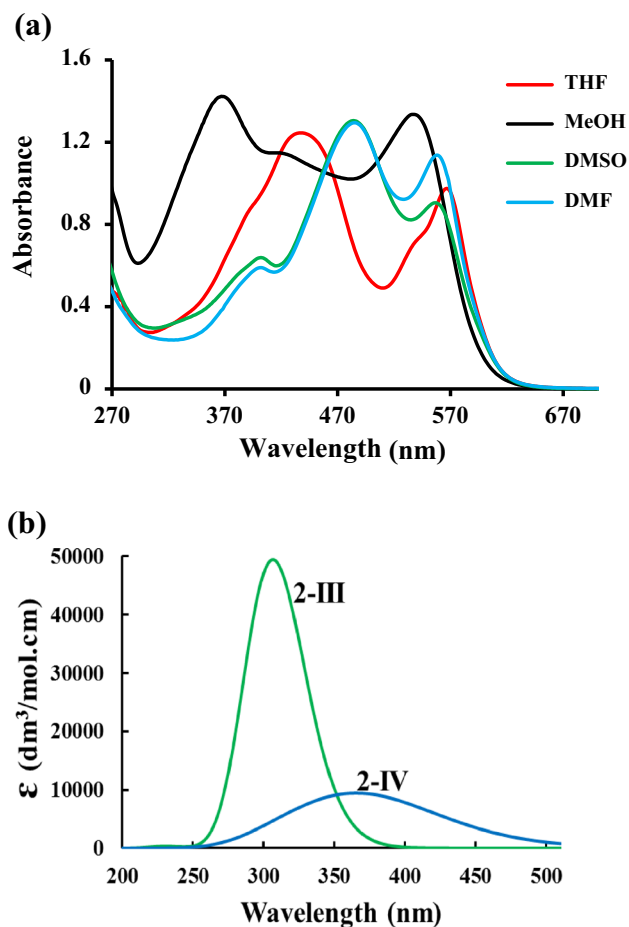 (a)
1.6
1.2
0.8
0.4
0
Absorbance
270 370 470 570 670
Wavelength (nm)
THF
MeOH
DMSO
DMF
(b)
50000
40000
30000
20000
10000
0
ε (dm³/mol.cm)
2-III
2-IV
200 250 300 350 400 450 500
Wavelength (nm)